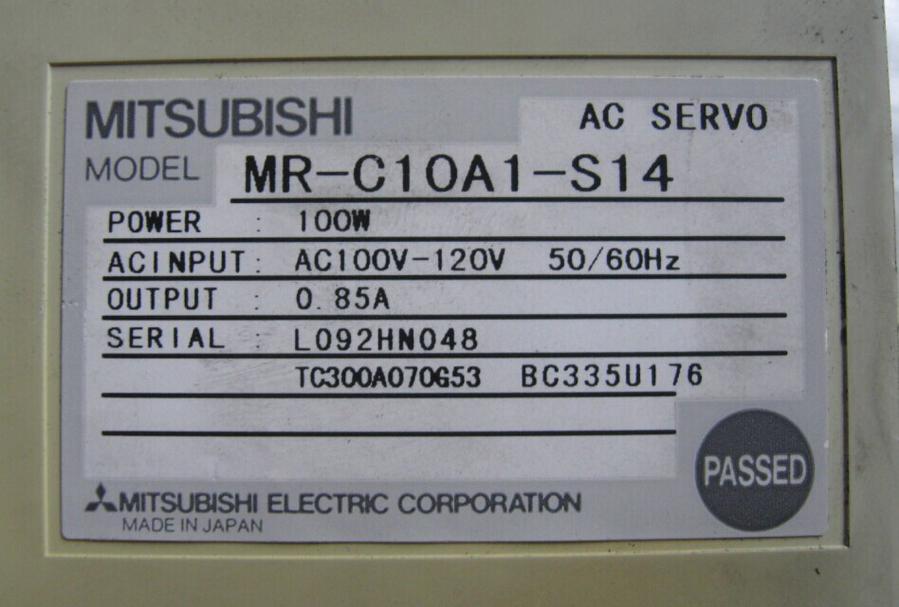 MITSUBISHI AC SERVO
MODEL MR-C10A1-S14
POWER : 100W
ACINPUT: AC100V-120V 50/60Hz
OUTPUT : 0.85A
SERIAL : L092HN048
TC300A070G53 BC335U176
PASSED
MITSUBISHI ELECTRIC CORPORATION
MADE IN JAPAN